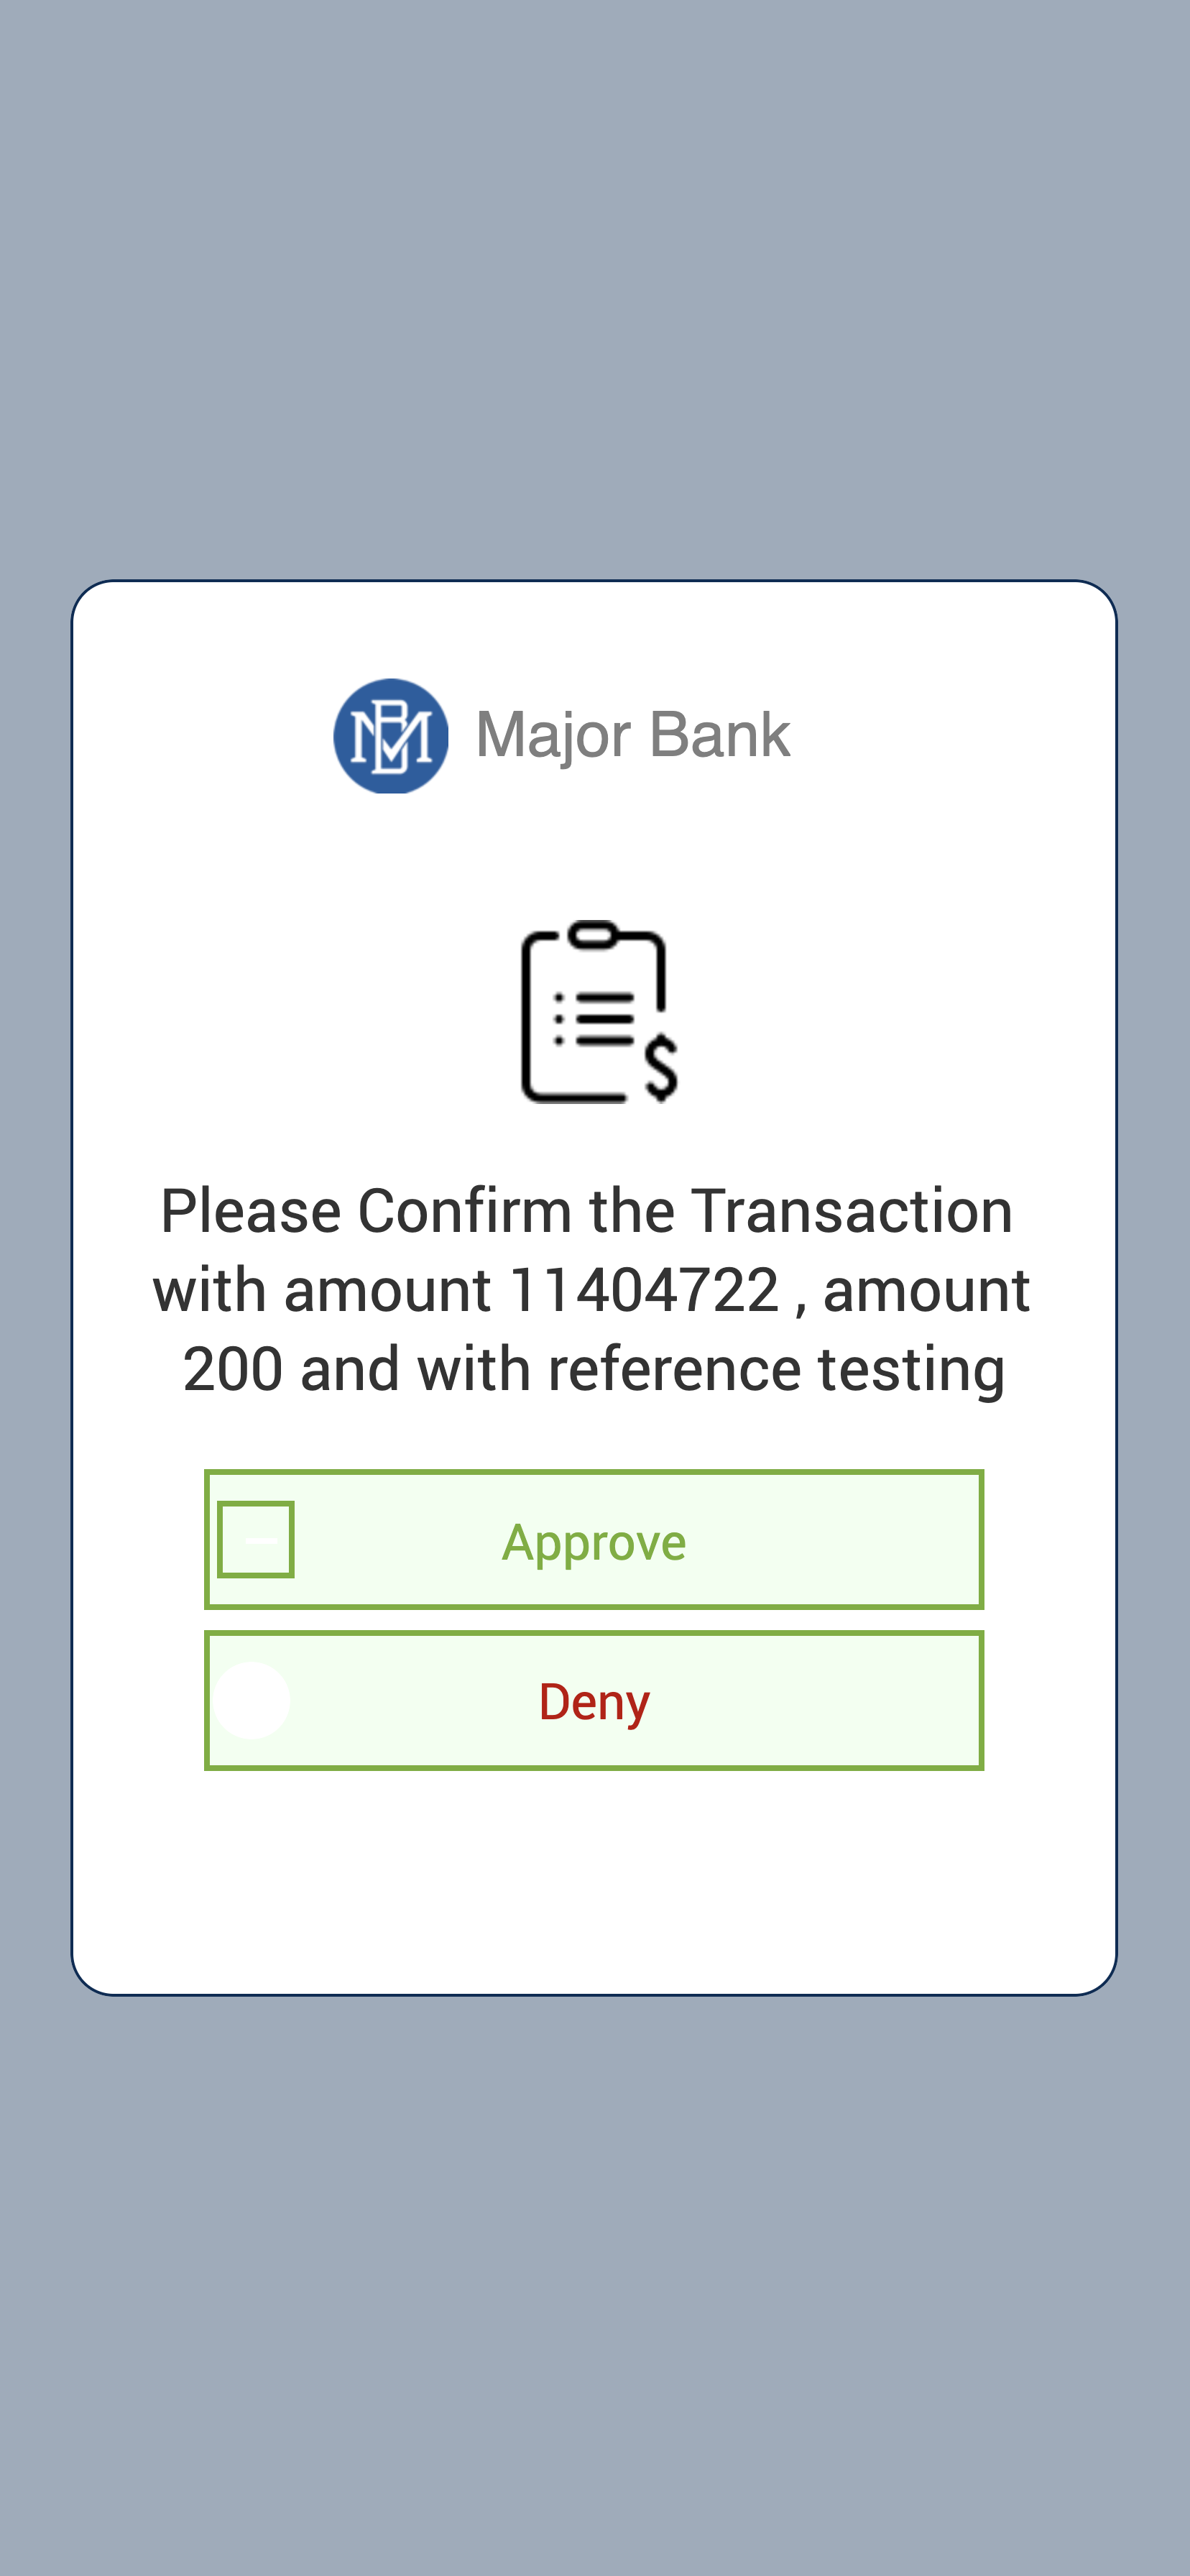 Major Bank
Please Confirm the Transaction
with amount 11404722 , amount
200 and with reference testing
Approve
Deny